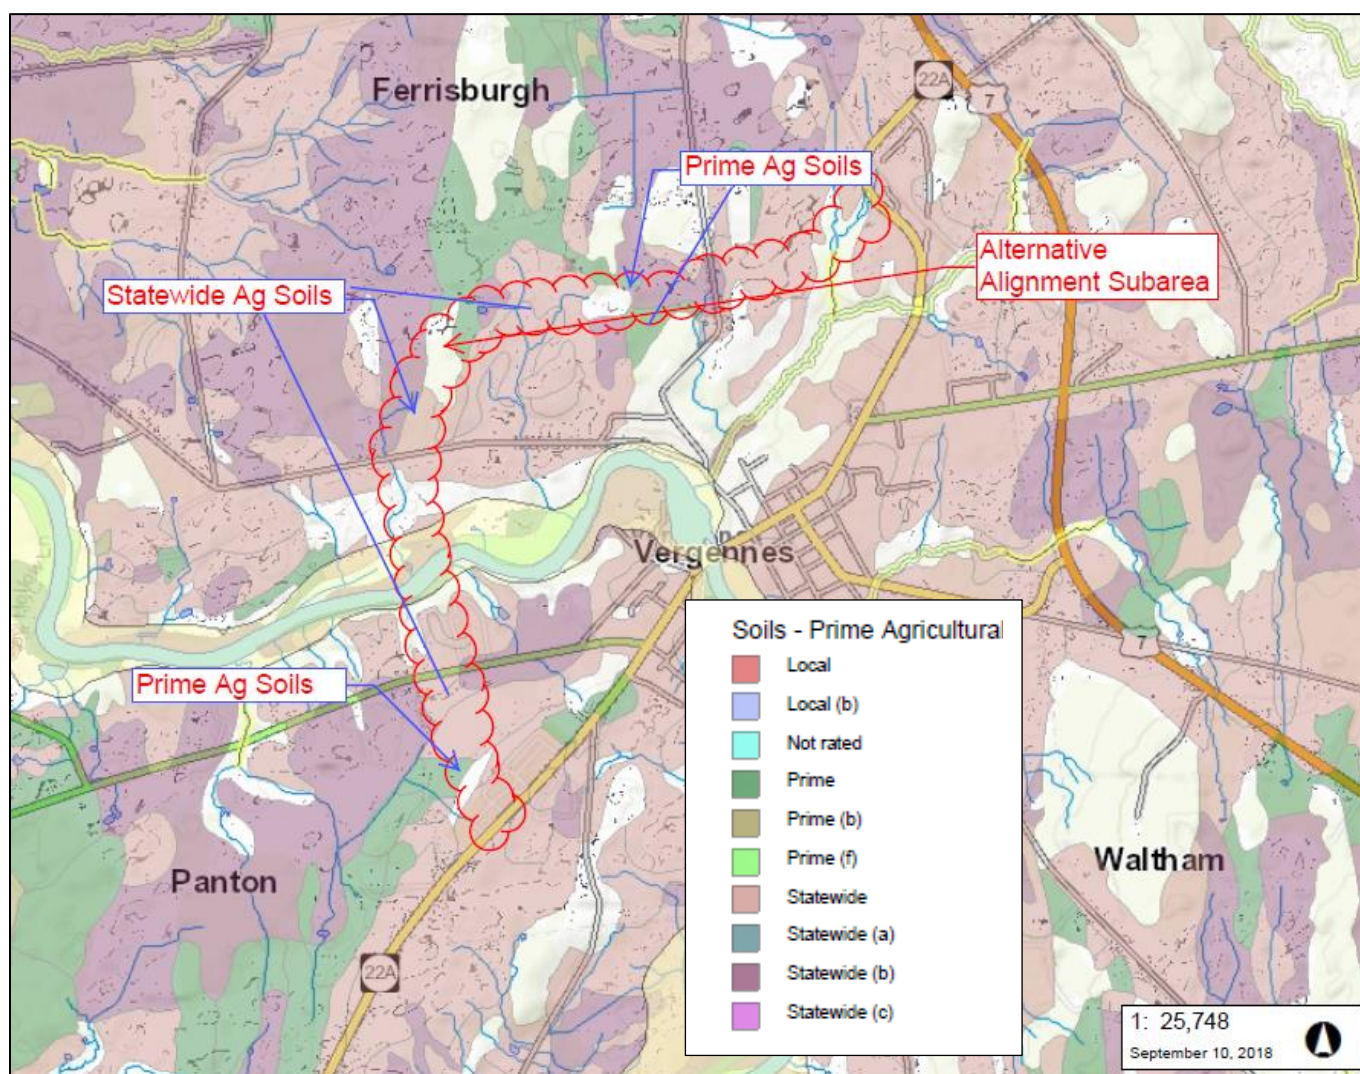 Ferrisburgh
22A
7
Prime Ag Soils
Alternative
Alignment Subarea
Statewide Ag Soils
Vergennes
7
Prime Ag Soils
Panton
22A
Waltham
Soils - Prime Agricultural
Local
Local (b)
Not rated
Prime
Prime (b)
Prime (f)
Statewide
Statewide (a)
Statewide (b)
Statewide (c)
1: 25,748
September 10, 2018